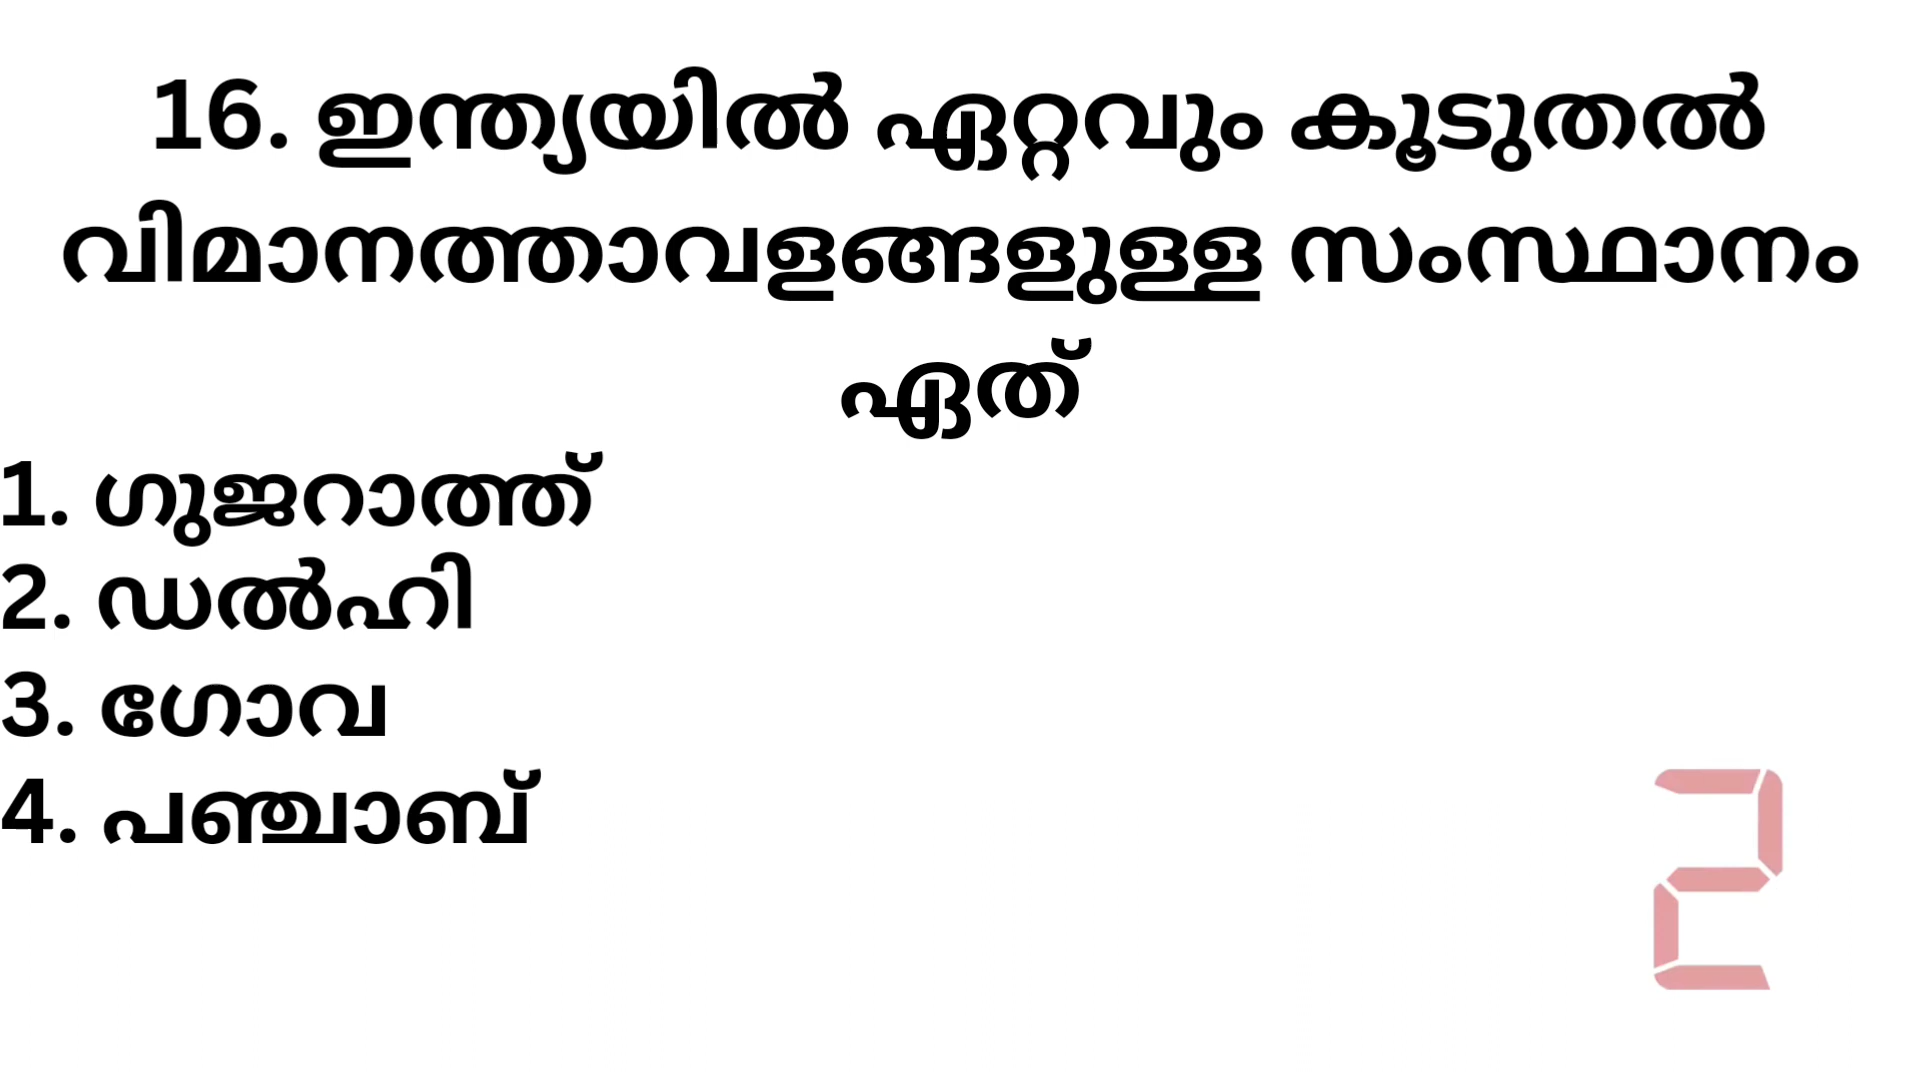 16. ഇന്ത്യയിൽ ഏറ്റവും കൂടുതൽ
വിമാനത്താവളങ്ങളുള്ള സംസ്ഥാനം
ഏത്
1. ഗുജറാത്ത്
2. ഡൽഹി
3. ഗോവ
4. പഞ്ചാബ്
2